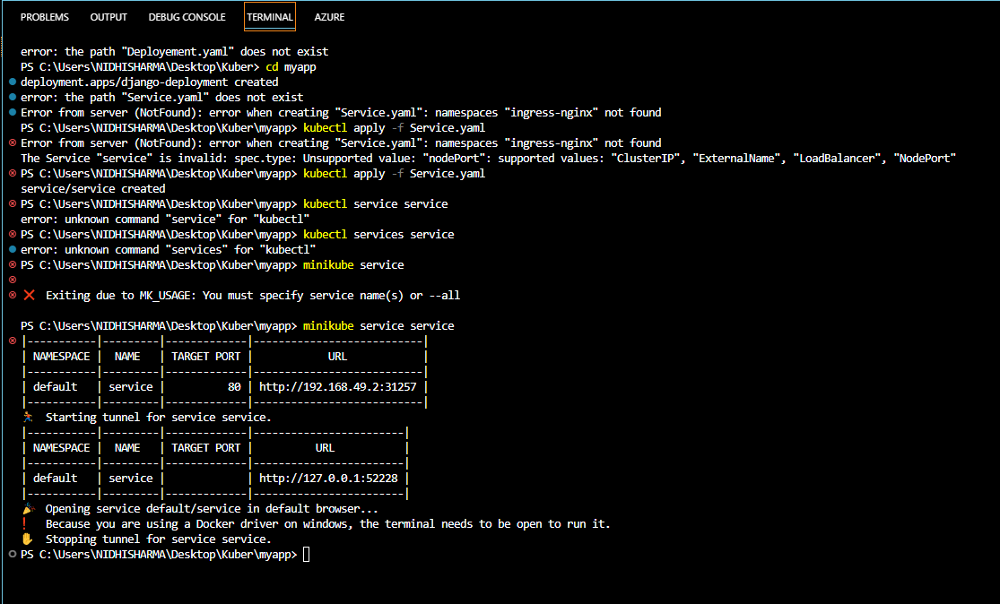 PROBLEMS OUTPUT DEBUG CONSOLE TERMINAL AZURE
error: the path "Deployement.yaml" does not exist
PS C:\Users\NIDHISHARMA\Desktop\Kuber> cd myapp
deployment.apps/django-deployment created
error: the path "Service.yaml" does not exist
Error from server (NotFound): error when creating "Service.yaml": namespaces "ingress-nginx" not found
PS C:\Users\NIDHISHARMA\Desktop\Kuber\myapp> kubectl apply -f Service.yaml
Error from server (NotFound): error when creating "Service.yaml": namespaces "ingress-nginx" not found
The Service "service" is invalid: spec.type: Unsupported value: "nodePort": supported values: "ClusterIP", "ExternalName", "LoadBalancer", "NodePort"
PS C:\Users\NIDHISHARMA\Desktop\Kuber\myapp> kubectl apply -f Service.yaml
service/service created
PS C:\Users\NIDHISHARMA\Desktop\Kuber\myapp> kubectl service service
error: unknown command "service" for "kubectl"
PS C:\Users\NIDHISHARMA\Desktop\Kuber\myapp> kubectl services service
error: unknown command "services" for "kubectl"
PS C:\Users\NIDHISHARMA\Desktop\Kuber\myapp> minikube service
❌ Exiting due to MK_USAGE: You must specify service name(s) or --all
PS C:\Users\NIDHISHARMA\Desktop\Kuber\myapp> minikube service service
|-----------|---------|-------------|---------------------------|
| NAMESPACE | NAME | TARGET PORT | URL |
|-----------|---------|-------------|---------------------------|
| default | service | 80 | http://192.168.49.2:31257 |
|-----------|---------|-------------|---------------------------|
🏃 Starting tunnel for service service.
|-----------|---------|-------------|------------------------|
| NAMESPACE | NAME | TARGET PORT | URL |
|-----------|---------|-------------|------------------------|
| default | service | | http://127.0.0.1:52228 |
|-----------|---------|-------------|------------------------|
🎉 Opening service default/service in default browser...
❗ Because you are using a Docker driver on windows, the terminal needs to be open to run it.
✋ Stopping tunnel for service service.
PS C:\Users\NIDHISHARMA\Desktop\Kuber\myapp>